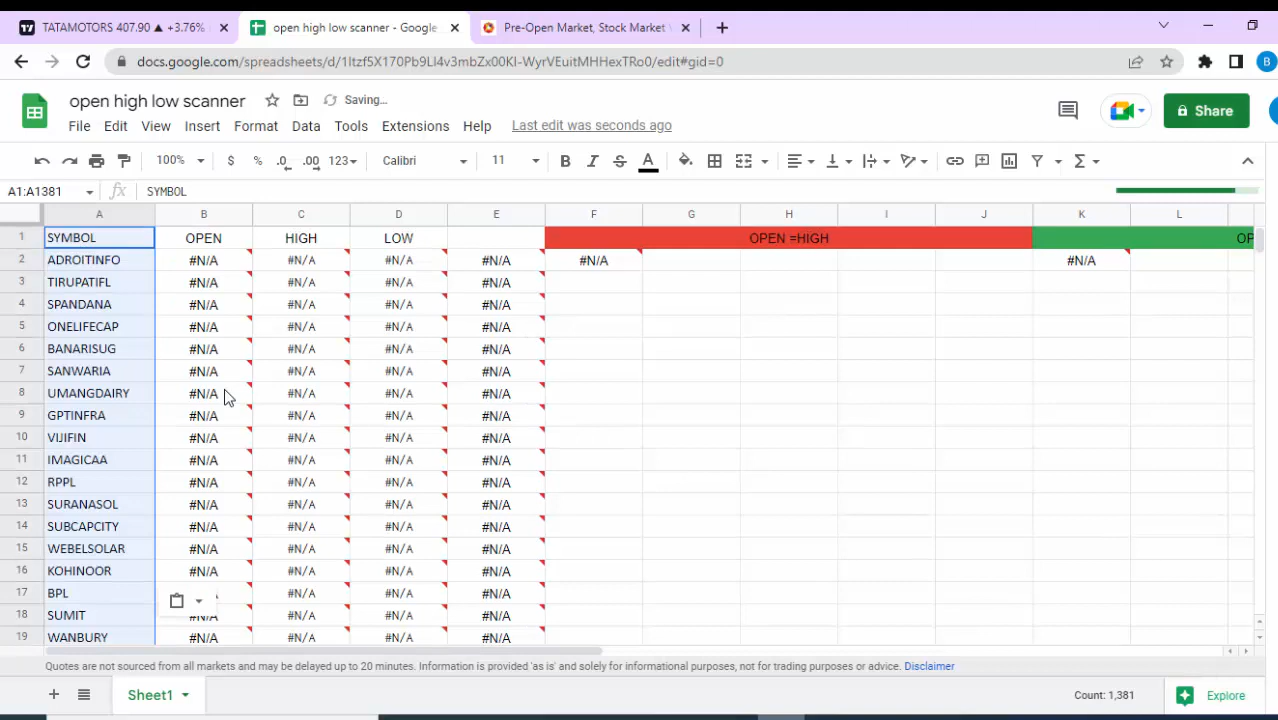 TATAMOTORS 407.90 ▲ +3.76%
open high low scanner - Google
Pre-Open Market, Stock Market
docs.google.com/spreadsheets/d/1Itzf5X170Pb9LI4v3mbZx00KI-WyrVEuitMHHexTRo0/edit#gid=0
B
open high low scanner
Saving...
File Edit View Insert Format Data Tools Extensions Help Last edit was seconds ago
Share
100% $ % .0 .00 123 Calibri 11 B I S A
A1:A1381 fx SYMBOL
A B C D E F G H I J K L
1 SYMBOL OPEN HIGH LOW OPEN =HIGH OP
2 ADROITINFO #N/A #N/A #N/A #N/A #N/A #N/A
3 TIRUPATIFL #N/A #N/A #N/A #N/A
4 SPANDANA #N/A #N/A #N/A #N/A
5 ONELIFECAP #N/A #N/A #N/A #N/A
6 BANARISUG #N/A #N/A #N/A #N/A
7 SANWARIA #N/A #N/A #N/A #N/A
8 UMANGDAIRY #N/A #N/A #N/A #N/A
9 GPTINFRA #N/A #N/A #N/A #N/A
10 VIJIFIN #N/A #N/A #N/A #N/A
11 IMAGICAA #N/A #N/A #N/A #N/A
12 RPPL #N/A #N/A #N/A #N/A
13 SURANASOL #N/A #N/A #N/A #N/A
14 SUBCAPCITY #N/A #N/A #N/A #N/A
15 WEBELSOLAR #N/A #N/A #N/A #N/A
16 KOHINOOR #N/A #N/A #N/A #N/A
17 BPL #N/A #N/A #N/A
18 SUMIT #N/A #N/A #N/A #N/A
19 WANBURY #N/A #N/A #N/A #N/A
Quotes are not sourced from all markets and may be delayed up to 20 minutes. Information is provided 'as is' and solely for informational purposes, not for trading purposes or advice. Disclaimer
Sheet1
Count: 1,381
Explore